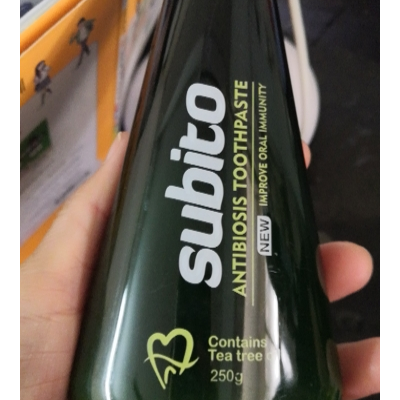 subito
ANTIBIOSIS TOOTHPASTE
NEW IMPROVE ORAL IMMUNITY
Contains
Tea tree
250g